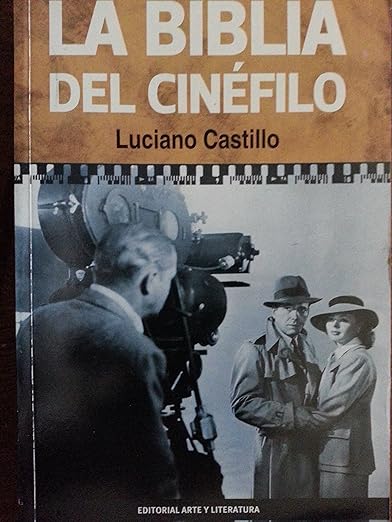 LA BIBLIA
DEL CINÉFILO
Luciano Castillo
EDITORIAL ARTE Y LITERATURA